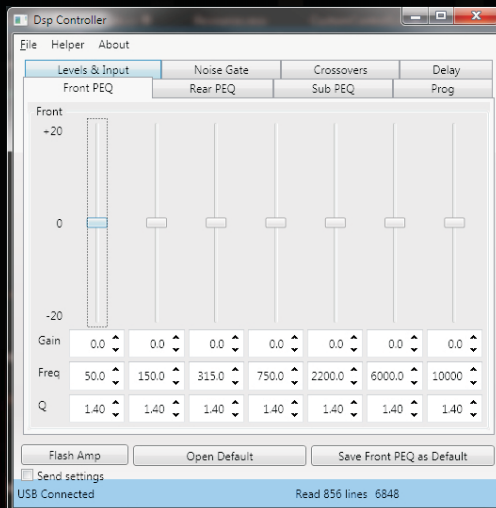 Dsp Controller
File Helper About
Levels & Input Noise Gate Crossovers Delay
Front PEQ Rear PEQ Sub PEQ Prog
Front
+20
0
-20
Gain 0.0 0.0 0.0 0.0 0.0 0.0 0.0
Freq 50.0 150.0 315.0 750.0 2200.0 6000.0 10000
Q 1.40 1.40 1.40 1.40 1.40 1.40 1.40
Flash Amp Open Default Save Front PEQ as Default
Send settings
USB Connected Read 856 lines 6848